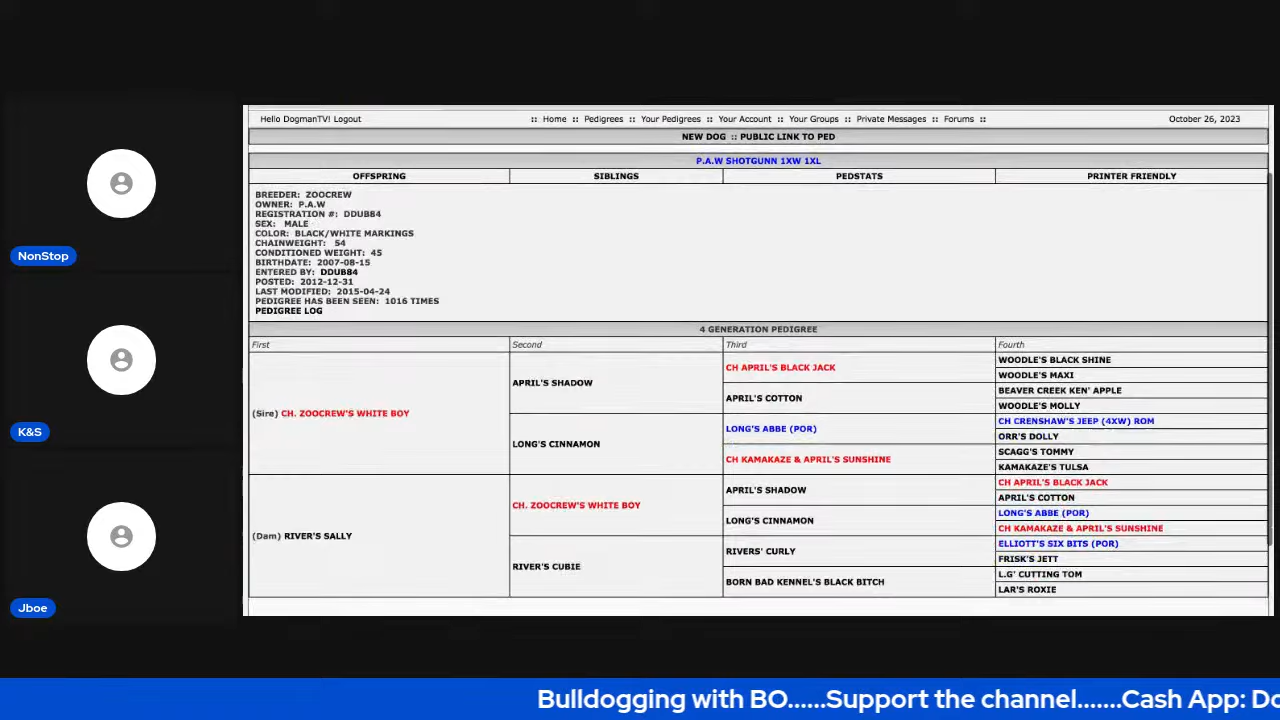 Hello DogmanTV! Logout :: Home :: Pedigrees :: Your Pedigrees :: Your Account :: Your Groups :: Private Messages :: Forums :: October 26, 2023
NEW DOG :: PUBLIC LINK TO PED
P.A.W SHOTGUNN 1XW 1XL
OFFSPRING SIBLINGS PEDSTATS PRINTER FRIENDLY
BREEDER: ZOOCREW
OWNER: P.A.W
REGISTRATION #: DDUB84
SEX: MALE
COLOR: BLACK/WHITE MARKINGS
CHAINWEIGHT: 54
CONDITIONED WEIGHT: 45
BIRTHDATE: 2007-08-15
ENTERED BY: DDUB84
POSTED: 2012-12-31
LAST MODIFIED: 2015-04-24
PEDIGREE HAS BEEN SEEN: 1016 TIMES
PEDIGREE LOG
4 GENERATION PEDIGREE
First Second Third Fourth
(Sire) CH. ZOOCREW'S WHITE BOY
(Dam) RIVER'S SALLY
APRIL'S SHADOW
LONG'S CINNAMON
CH. ZOOCREW'S WHITE BOY
RIVER'S CUBIE
CH APRIL'S BLACK JACK
APRIL'S COTTON
LONG'S ABBE (POR)
CH KAMAKAZE & APRIL'S SUNSHINE
APRIL'S SHADOW
LONG'S CINNAMON
RIVERS' CURLY
BORN BAD KENNEL'S BLACK BITCH
WOODLE'S BLACK SHINE
WOODLE'S MAXI
BEAVER CREEK KEN' APPLE
WOODLE'S MOLLY
CH CRENSHAW'S JEEP (4XW) ROM
ORR'S DOLLY
SCAGG'S TOMMY
KAMAKAZE'S TULSA
CH APRIL'S BLACK JACK
APRIL'S COTTON
LONG'S ABBE (POR)
CH KAMAKAZE & APRIL'S SUNSHINE
ELLIOTT'S SIX BITS (POR)
FRISK'S JETT
L.G' CUTTING TOM
LAR'S ROXIE
NonStop
K&S
Jboe
Bulldogging with BO......Support the channel.......Cash App: Do